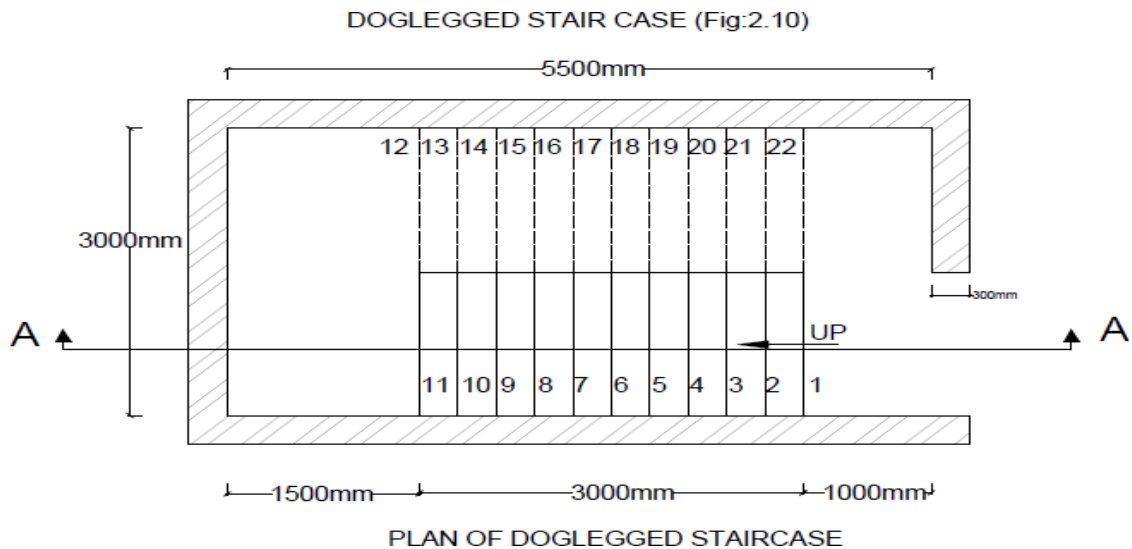 DOGLEGGED STAIR CASE (Fig:2.10)
5500mm
12 13 14 15 16 17 18 19 20 21 22
3000mm
300mm
A
UP
A
11 10 9 8 7 6 5 4 3 2 1
1500mm 3000mm 1000mm
PLAN OF DOGLEGGED STAIRCASE